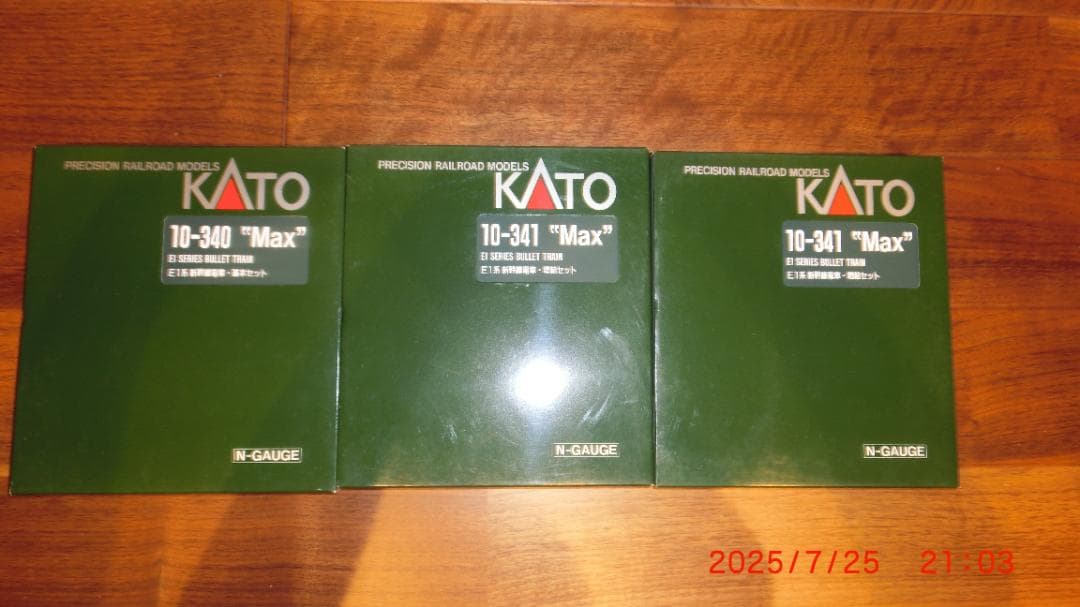 PRECISION RAILROAD MODELS
KATO
10-340 "Max"
E1 SERIES BULLET TRAIN
E1系 新幹線電車・基本セット
N-GAUGE
PRECISION RAILROAD MODELS
KATO
10-341 "Max"
E1 SERIES BULLET TRAIN
E1系 新幹線電車・増結セット
N-GAUGE
PRECISION RAILROAD MODELS
KATO
10-341 "Max"
E1 SERIES BULLET TRAIN
E1系 新幹線電車・増結セット
N-GAUGE
2025/7/25 21:03